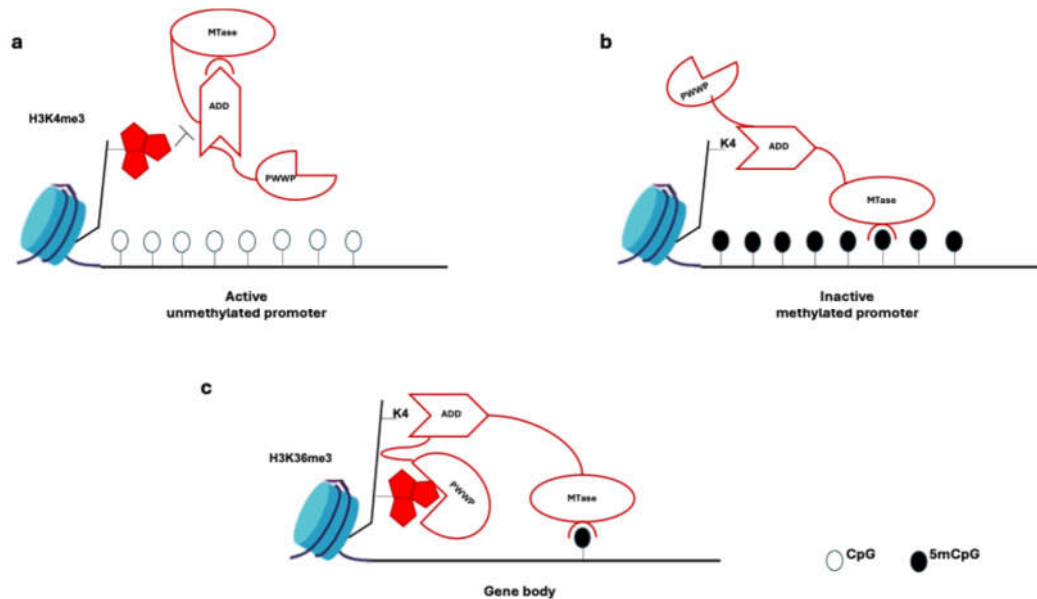 a
MTase
ADD
H3K4me3
PWWP
Active
unmethylated promoter
b
PWWP
K4
ADD
MTase
Inactive
methylated promoter
c
K4
ADD
H3K36me3
PWWP
MTase
Gene body
CpG
5mCpG